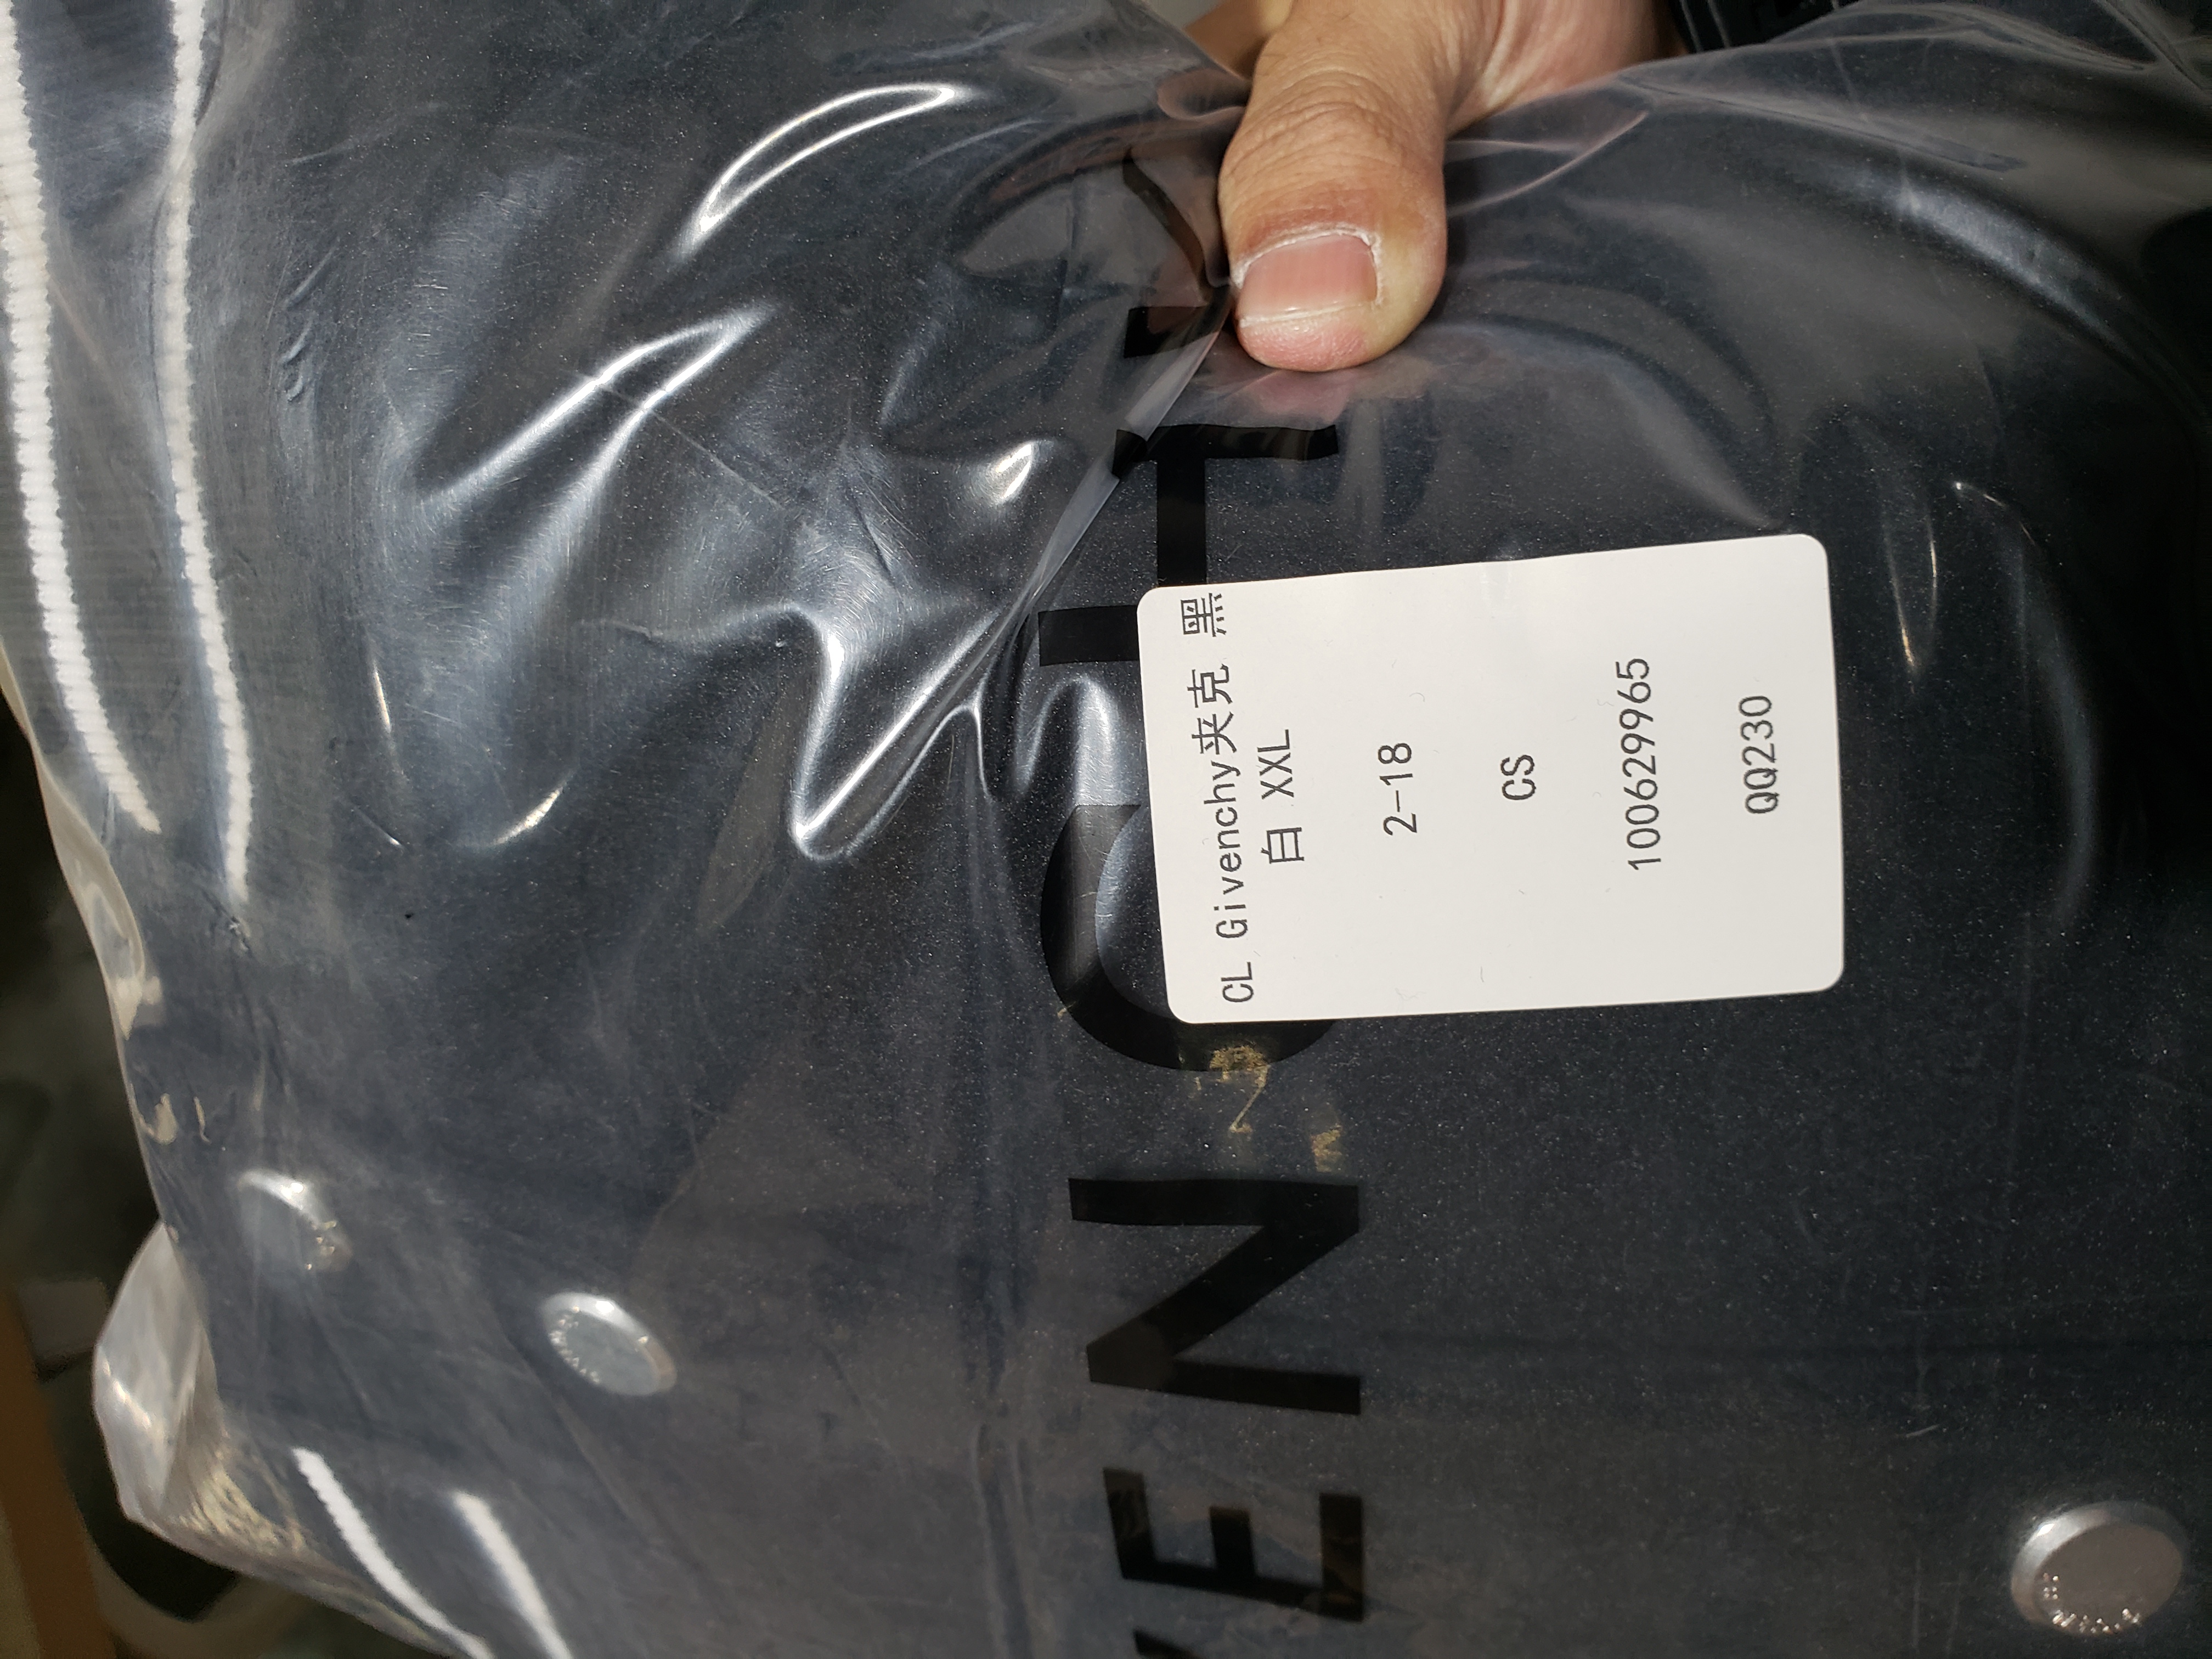 CL Givenchy夹克 黑
白 XXL
2-18
CS
100629965
QQ230
VENCHY